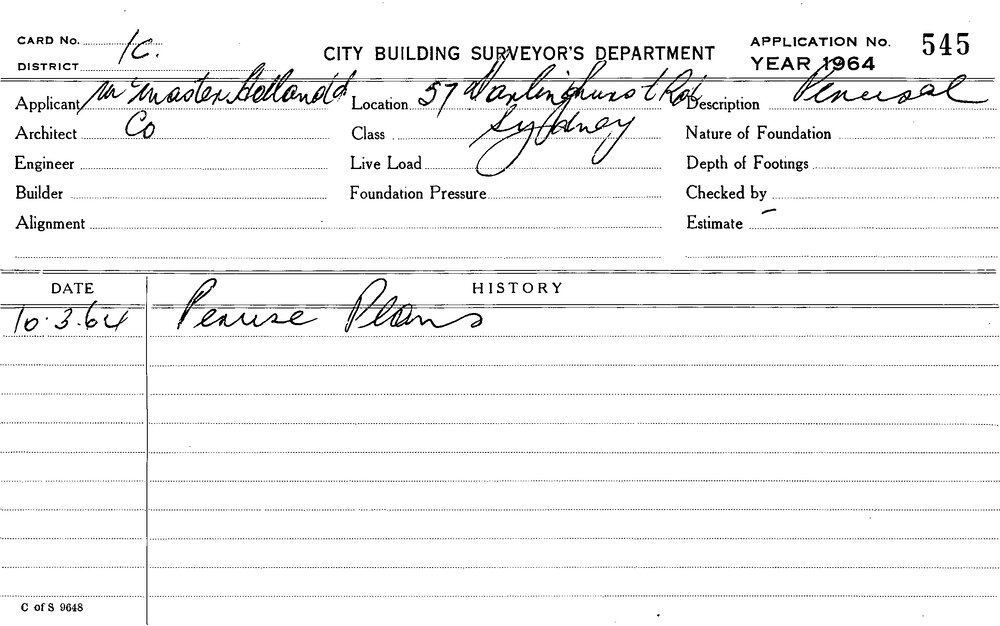 CARD No. 1C.
CITY BUILDING SURVEYOR'S DEPARTMENT
APPLICATION No. 545
DISTRICT
YEAR 1964
Applicant McMaster Holland & Location 57 Darlinghurst Rd Description Perusal
Architect Co Class Sydney Nature of Foundation
Engineer Live Load Depth of Footings
Builder Foundation Pressure Checked by
Alignment Estimate –
DATE HISTORY
10.3.64 Peruse Plans
C of S 9648